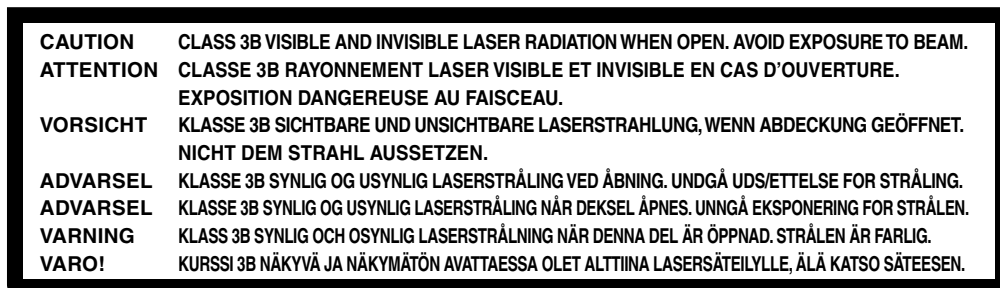 CAUTION CLASS 3B VISIBLE AND INVISIBLE LASER RADIATION WHEN OPEN. AVOID EXPOSURE TO BEAM.
ATTENTION CLASSE 3B RAYONNEMENT LASER VISIBLE ET INVISIBLE EN CAS D'OUVERTURE.
EXPOSITION DANGEREUSE AU FAISCEAU.
VORSICHT KLASSE 3B SICHTBARE UND UNSICHTBARE LASERSTRAHLUNG, WENN ABDECKUNG GEÖFFNET.
NICHT DEM STRAHL AUSSETZEN.
ADVARSEL KLASSE 3B SYNLIG OG USYNLIG LASERSTRÅLING VED ÅBNING. UNDGÅ UDS/ETTELSE FOR STRÅLING.
ADVARSEL KLASSE 3B SYNLIG OG USYNLIG LASERSTRÅLING NÅR DEKSEL ÅPNES. UNNGÅ EKSPONERING FOR STRÅLEN.
VARNING KLASS 3B SYNLIG OCH OSYNLIG LASERSTRÅLNING NÄR DENNA DEL ÄR ÖPPNAD. STRÅLEN ÄR FARLIG.
VARO! KURSSI 3B NÄKYVÄ JA NÄKYMÄTÖN AVATTAESSA OLET ALTTIINA LASERSÄTEILYLLE, ÄLÄ KATSO SÄTEESEN.